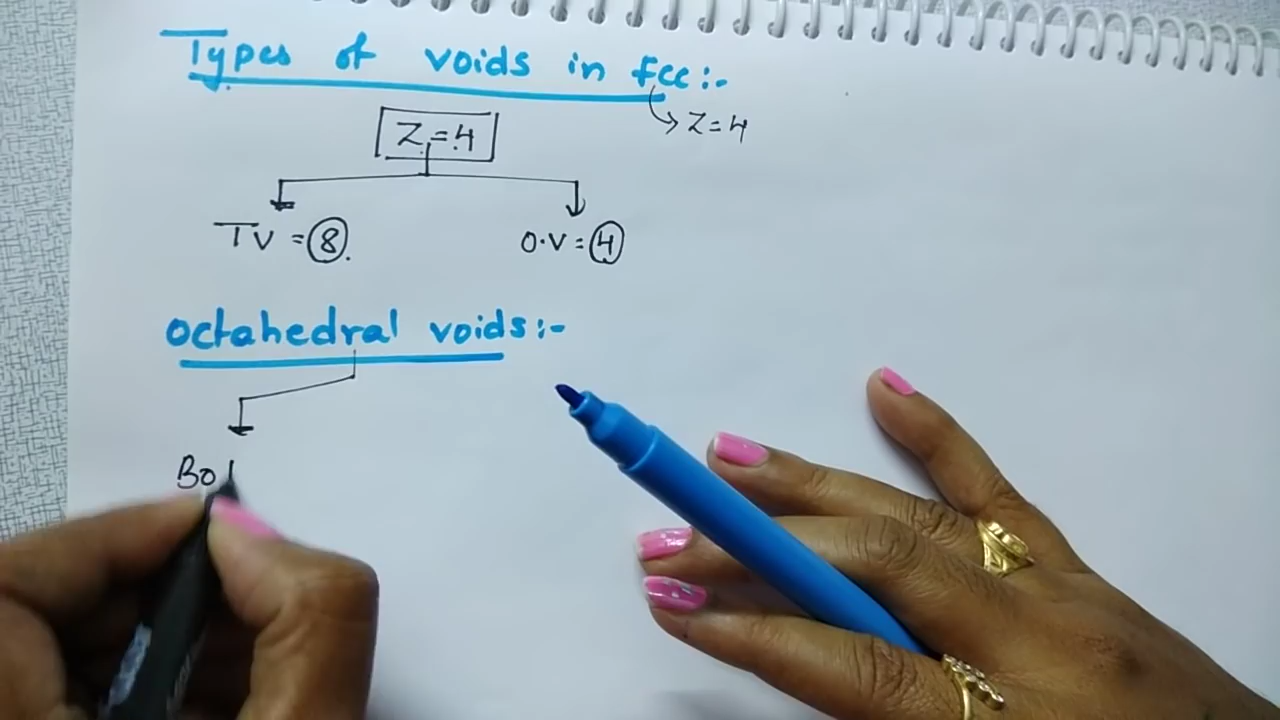 Types of voids in fcc:-
Z=4
Z=4
TV = 8.
O.V = 4
octahedral voids:-
Bo